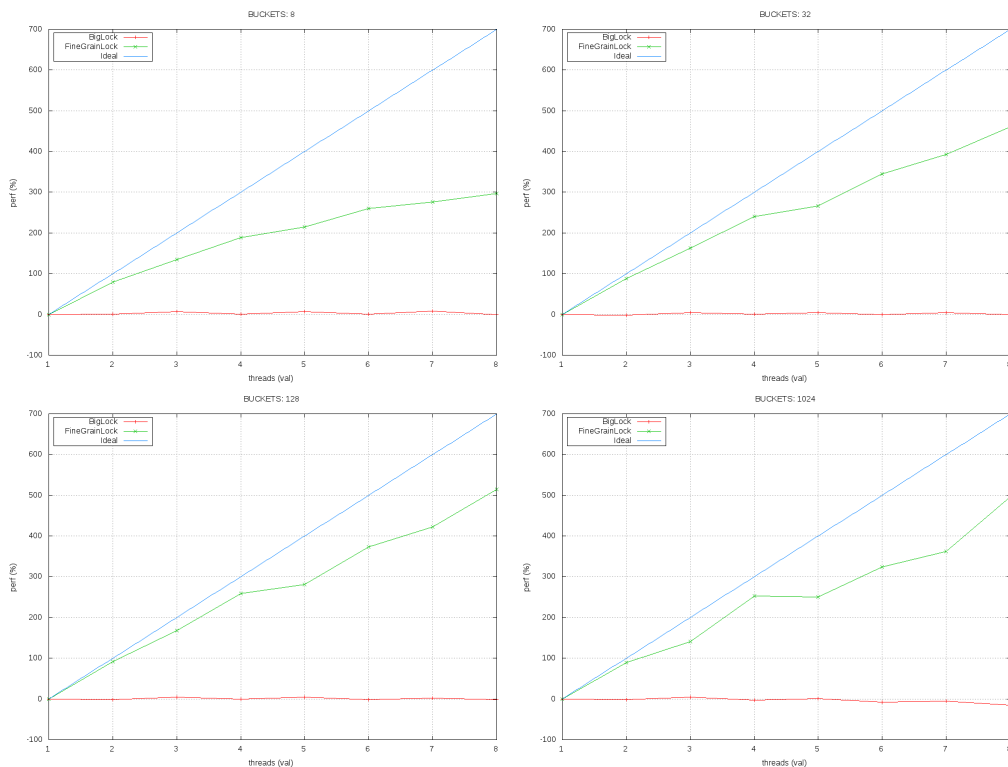 BUCKETS: 8
700
600
500
400
300
200
100
0
-100
perf (%)
BigLock
FineGrainLock
Ideal
1 2 3 4 5 6 7 8
threads (val)
BUCKETS: 32
700
600
500
400
300
200
100
0
-100
perf (%)
BigLock
FineGrainLock
Ideal
1 2 3 4 5 6 7 8
threads (val)
BUCKETS: 128
700
600
500
400
300
200
100
0
-100
perf (%)
BigLock
FineGrainLock
Ideal
1 2 3 4 5 6 7 8
threads (val)
BUCKETS: 1024
700
600
500
400
300
200
100
0
-100
perf (%)
BigLock
FineGrainLock
Ideal
1 2 3 4 5 6 7 8
threads (val)